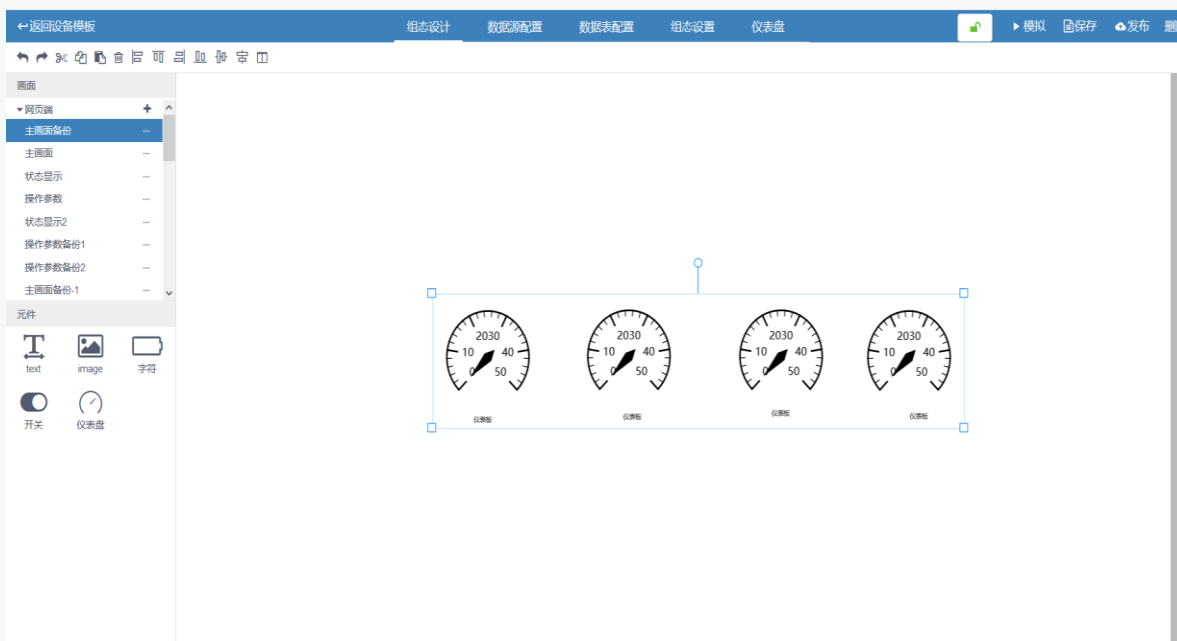 返回设备模板 组态设计 数据源配置 数据表配置 组态设置 仪表盘 模拟 保存 发布
画面
网页端
主画面备份
主画面
状态显示
操作参数
状态显示2
操作参数备份1
操作参数备份2
主画面备份-1
元件
text image 字符
开关 仪表盘
2030 2030 2030 2030
10 40 10 40 10 40 10 40
0 50 0 50 0 50 0 50
仪表板 仪表板 仪表板 仪表板